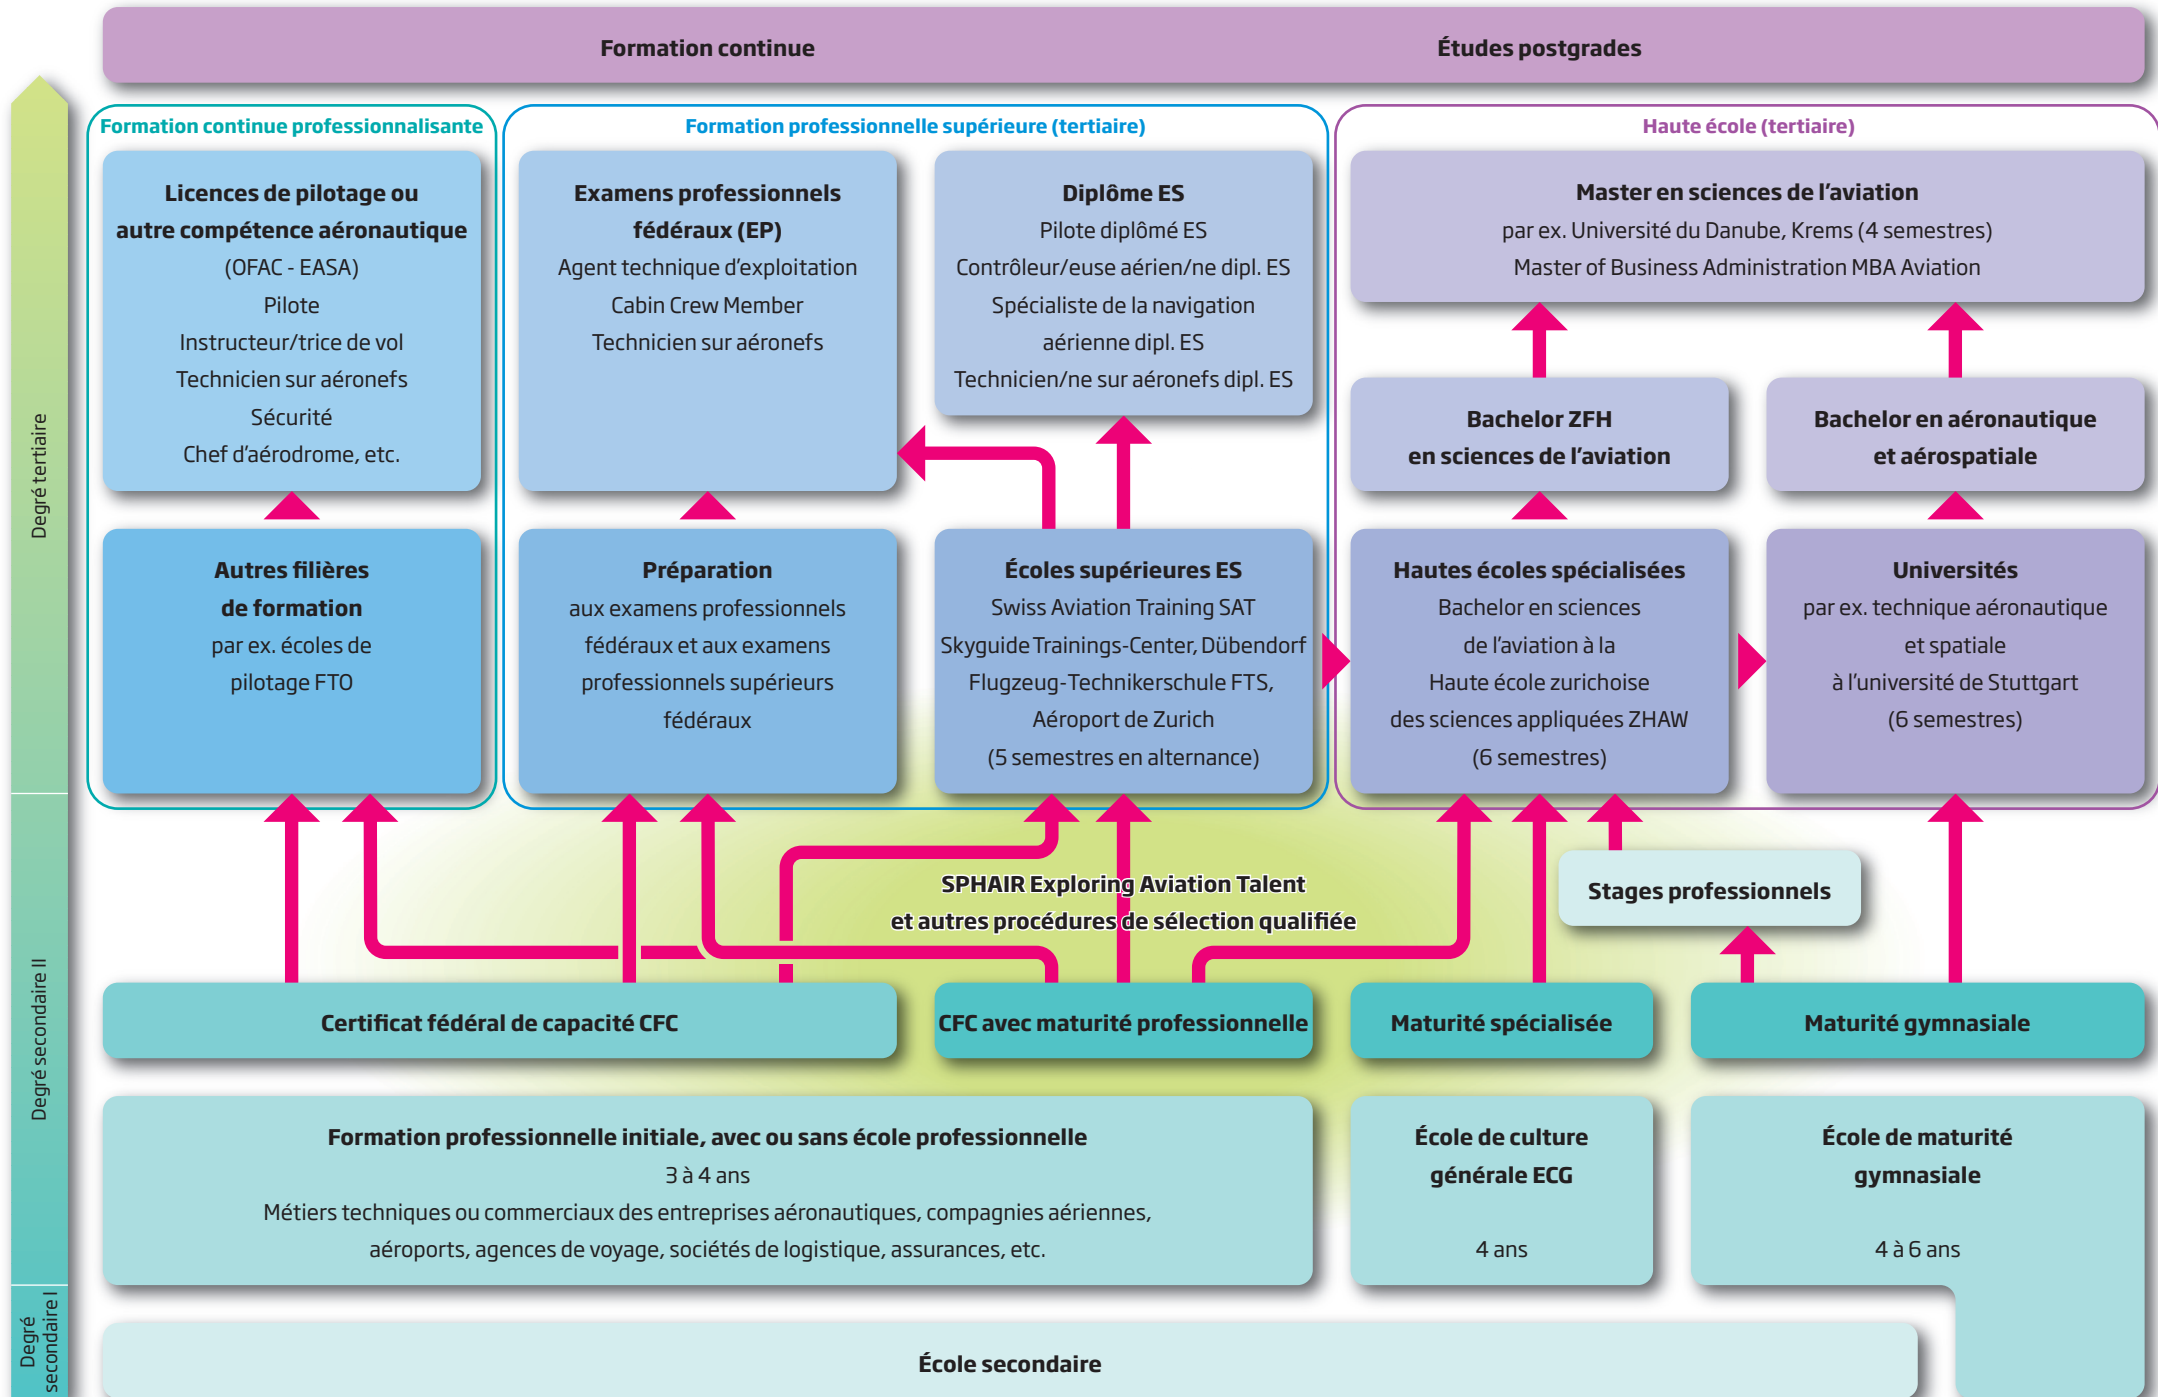 Formation continue
Études postgrades
Formation continue professionnalisante
Formation professionnelle supérieure (tertiaire)
Haute école (tertiaire)
Licences de pilotage ou
autre compétence aéronautique
(OFAC - EASA)
Pilote
Instructeur/trice de vol
Technicien sur aéronefs
Sécurité
Chef d'aérodrome, etc.
Examens professionnels
fédéraux (EP)
Agent technique d'exploitation
Cabin Crew Member
Technicien sur aéronefs
Diplôme ES
Pilote diplômé ES
Contrôleur/euse aérien/ne dipl. ES
Spécialiste de la navigation
aérienne dipl. ES
Technicien/ne sur aéronefs dipl. ES
Master en sciences de l'aviation
par ex. Université du Danube, Krems (4 semestres)
Master of Business Administration MBA Aviation
Bachelor ZFH
en sciences de l'aviation
Bachelor en aéronautique
et aérospatiale
Degré tertiaire
Autres filières
de formation
par ex. écoles de
pilotage FTO
Préparation
aux examens professionnels
fédéraux et aux examens
professionnels supérieurs
fédéraux
Écoles supérieures ES
Swiss Aviation Training SAT
Skyguide Trainings-Center, Dübendorf
Flugzeug-Technikerschule FTS,
Aéroport de Zurich
(5 semestres en alternance)
Hautes écoles spécialisées
Bachelor en sciences
de l'aviation à la
Haute école zurichoise
des sciences appliquées ZHAW
(6 semestres)
Universités
par ex. technique aéronautique
et spatiale
à l'université de Stuttgart
(6 semestres)
SPHAIR Exploring Aviation Talent
et autres procédures de sélection qualifiée
Stages professionnels
Degré secondaire II
Certificat fédéral de capacité CFC
CFC avec maturité professionnelle
Maturité spécialisée
Maturité gymnasiale
Formation professionnelle initiale, avec ou sans école professionnelle
3 à 4 ans
Métiers techniques ou commerciaux des entreprises aéronautiques, compagnies aériennes,
aéroports, agences de voyage, sociétés de logistique, assurances, etc.
École de culture
générale ECG
4 ans
École de maturité
gymnasiale
4 à 6 ans
Degré
secondaire I
École secondaire